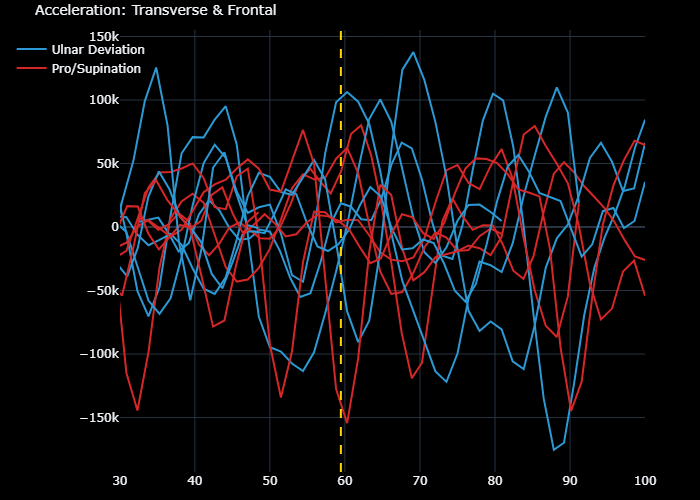 Acceleration: Transverse & Frontal
150k
Ulnar Deviation
Pro/Supination
100k
50k
0
−50k
−100k
−150k
30 40 50 60 70 80 90 100